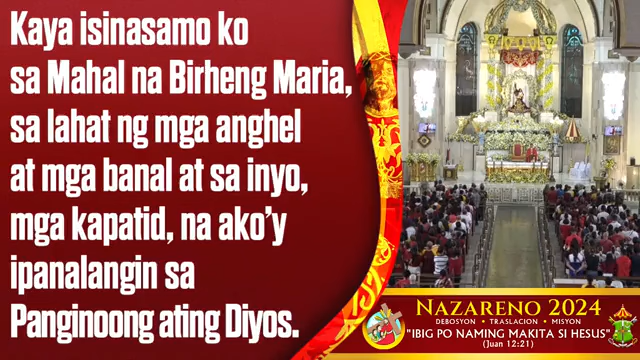 Kaya isinasamo ko
sa Mahal na Birheng Maria,
sa lahat ng mga anghel
at mga banal at sa inyo,
mga kapatid, na ako'y
ipanalangin sa
Panginoong ating Diyos.
NAZARENO 2024
DEBOSYON • TRASLACION • MISYON
"IBIG PO NAMING MAKITA SI HESUS"
(Juan 12:21)